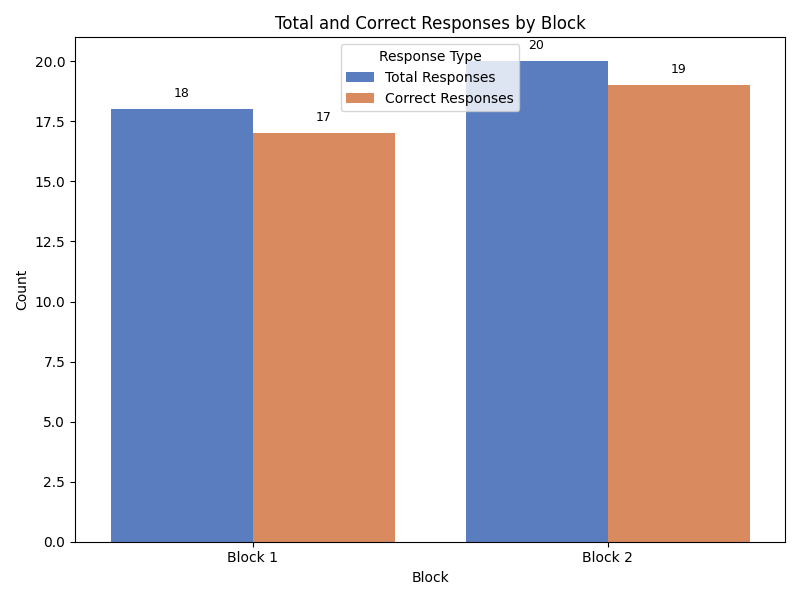 Total and Correct Responses by Block
Response Type
Total Responses
Correct Responses
18
17
20
19
20.0
17.5
15.0
12.5
10.0
7.5
5.0
2.5
0.0
Count
Block 1
Block 2
Block